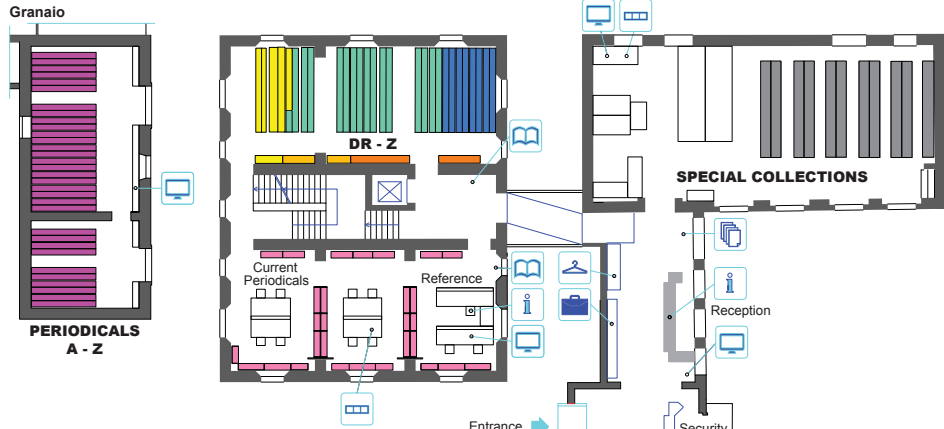 Granaio
DR - Z
SPECIAL COLLECTIONS
Current
Periodicals
Reference
i
i
Reception
PERIODICALS
A - Z
Entrance
Security